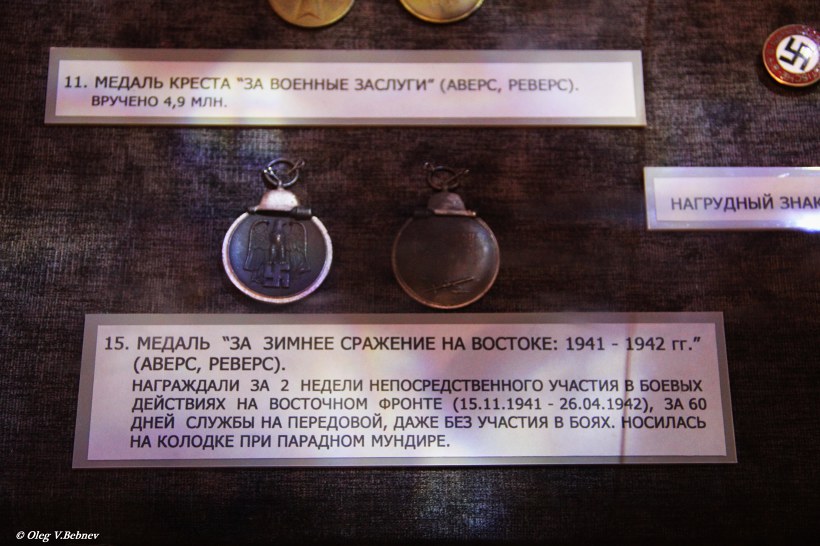 11. МЕДАЛЬ КРЕСТА “ЗА ВОЕННЫЕ ЗАСЛУГИ” (АВЕРС, РЕВЕРС).
ВРУЧЕНО 4,9 МЛН.
НАГРУДНЫЙ ЗНАК
15. МЕДАЛЬ “ЗА ЗИМНЕЕ СРАЖЕНИЕ НА ВОСТОКЕ: 1941 - 1942 гг.”
(АВЕРС, РЕВЕРС).
НАГРАЖДАЛИ ЗА 2 НЕДЕЛИ НЕПОСРЕДСТВЕННОГО УЧАСТИЯ В БОЕВЫХ
ДЕЙСТВИЯХ НА ВОСТОЧНОМ ФРОНТЕ (15.11.1941 - 26.04.1942), ЗА 60
ДНЕЙ СЛУЖБЫ НА ПЕРЕДОВОЙ, ДАЖЕ БЕЗ УЧАСТИЯ В БОЯХ. НОСИЛАСЬ
НА КОЛОДКЕ ПРИ ПАРАДНОМ МУНДИРЕ.
© Oleg V.Bebnev